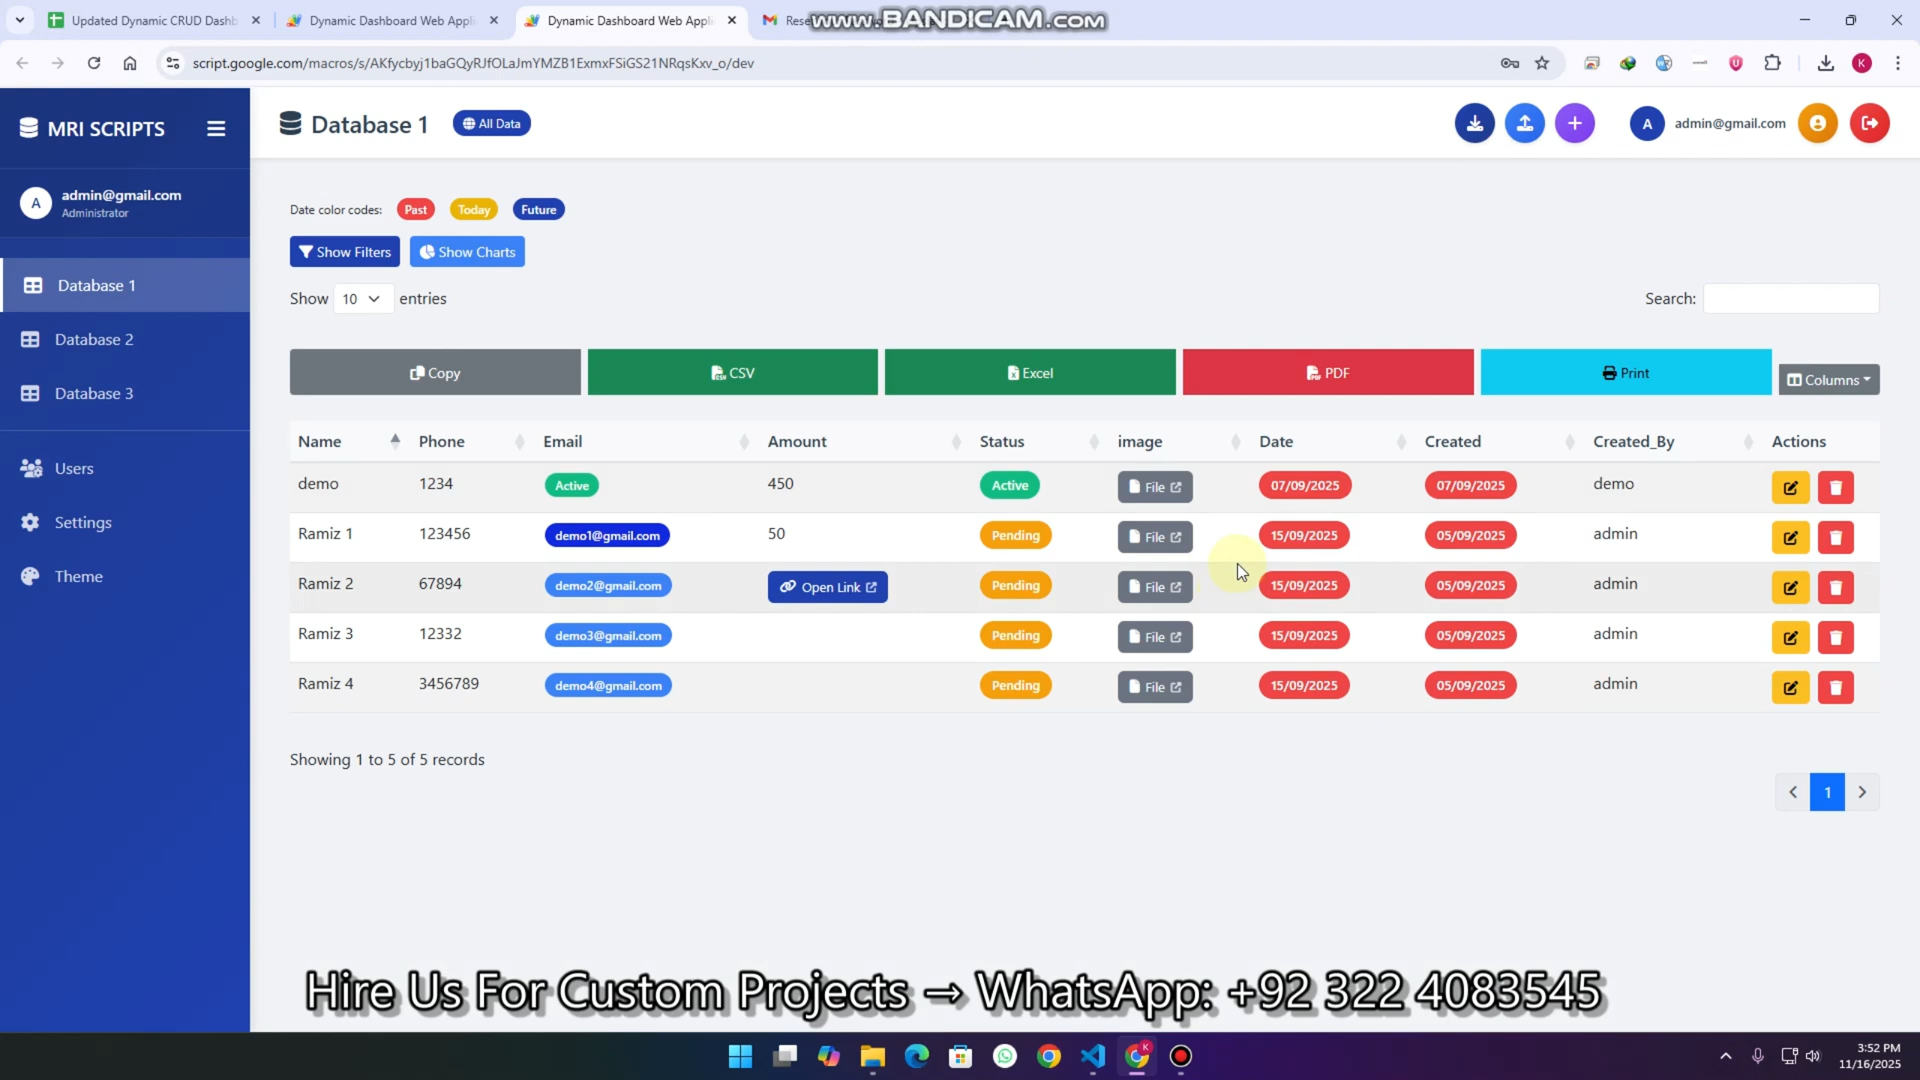 Updated Dynamic CRUD Dashb
Dynamic Dashboard Web Appli
Dynamic Dashboard Web Appli
Rese
www.BANDICAM.com
script.google.com/macros/s/AKfycbyj1baGQyRJfOLaJmYMZB1ExmxFSiGS21NRqsKxv_o/dev
K
MRI SCRIPTS
Database 1
All Data
A
admin@gmail.com
A
admin@gmail.com
Administrator
Database 1
Database 2
Database 3
Users
Settings
Theme
Date color codes: Past Today Future
Show Filters
Show Charts
Show 10 entries
Search:
Copy
CSV
Excel
PDF
Print
Columns
Name Phone Email Amount Status image Date Created Created_By Actions
demo 1234 Active 450 Active File 07/09/2025 07/09/2025 demo
Ramiz 1 123456 demo1@gmail.com 50 Pending File 15/09/2025 05/09/2025 admin
Ramiz 2 67894 demo2@gmail.com Open Link Pending File 15/09/2025 05/09/2025 admin
Ramiz 3 12332 demo3@gmail.com Pending File 15/09/2025 05/09/2025 admin
Ramiz 4 3456789 demo4@gmail.com Pending File 15/09/2025 05/09/2025 admin
Showing 1 to 5 of 5 records
1
Hire Us For Custom Projects → WhatsApp: +92 322 4083545
3:52 PM
11/16/2025